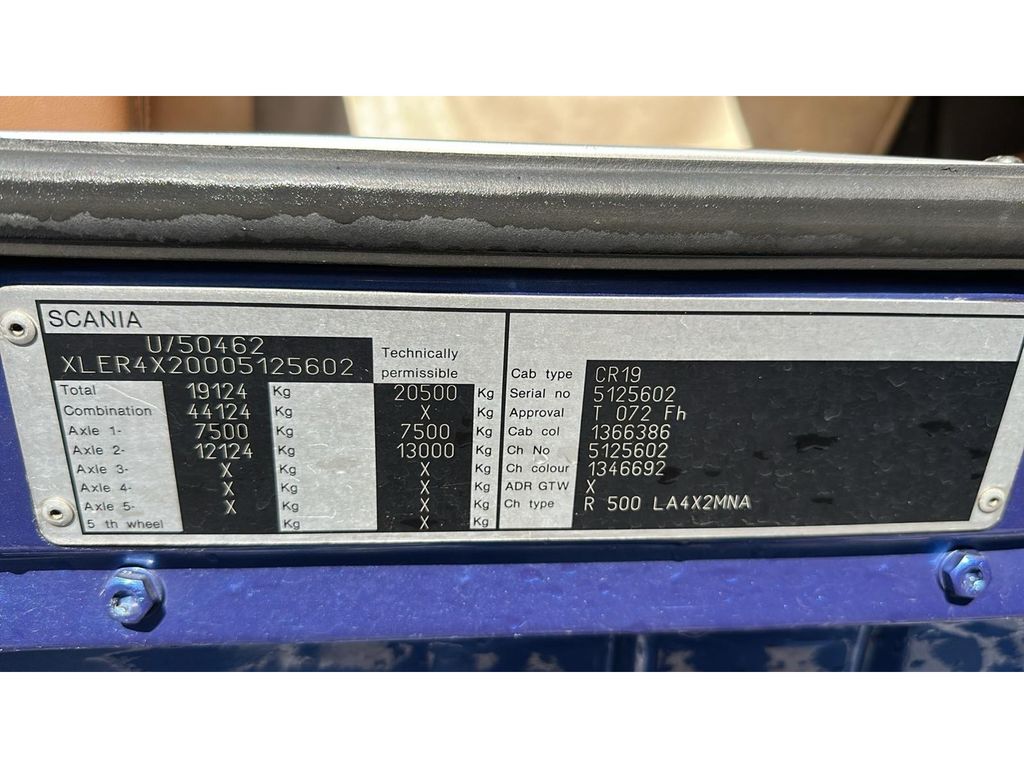 SCANIA
U/50462
XLER4X20005125602
Technically
permissible
Total 19124 Kg 20500 Kg
Combination 44124 Kg X Kg
Axle 1- 7500 Kg 7500 Kg
Axle 2- 12124 Kg 13000 Kg
Axle 3- X Kg X Kg
Axle 4- X Kg X Kg
Axle 5- X Kg X Kg
5 th wheel Kg X Kg
Cab type CR19
Serial no 5125602
Approval T 072 Fh
Cab col 1366386
Ch No 5125602
Ch colour 1346692
ADR GTW X
Ch type R 500 LA4X2MNA